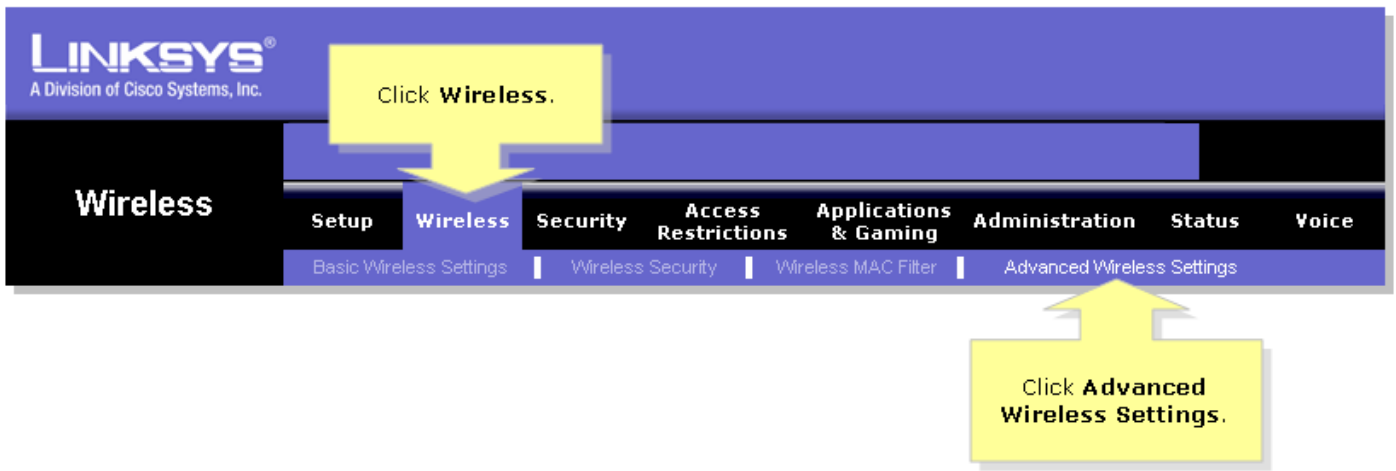 LINKSYS®
A Division of Cisco Systems, Inc.
Click Wireless.
Wireless
Setup Wireless Security Access Restrictions Applications & Gaming Administration Status Voice
Basic Wireless Settings Wireless Security Wireless MAC Filter Advanced Wireless Settings
Click Advanced
Wireless Settings.